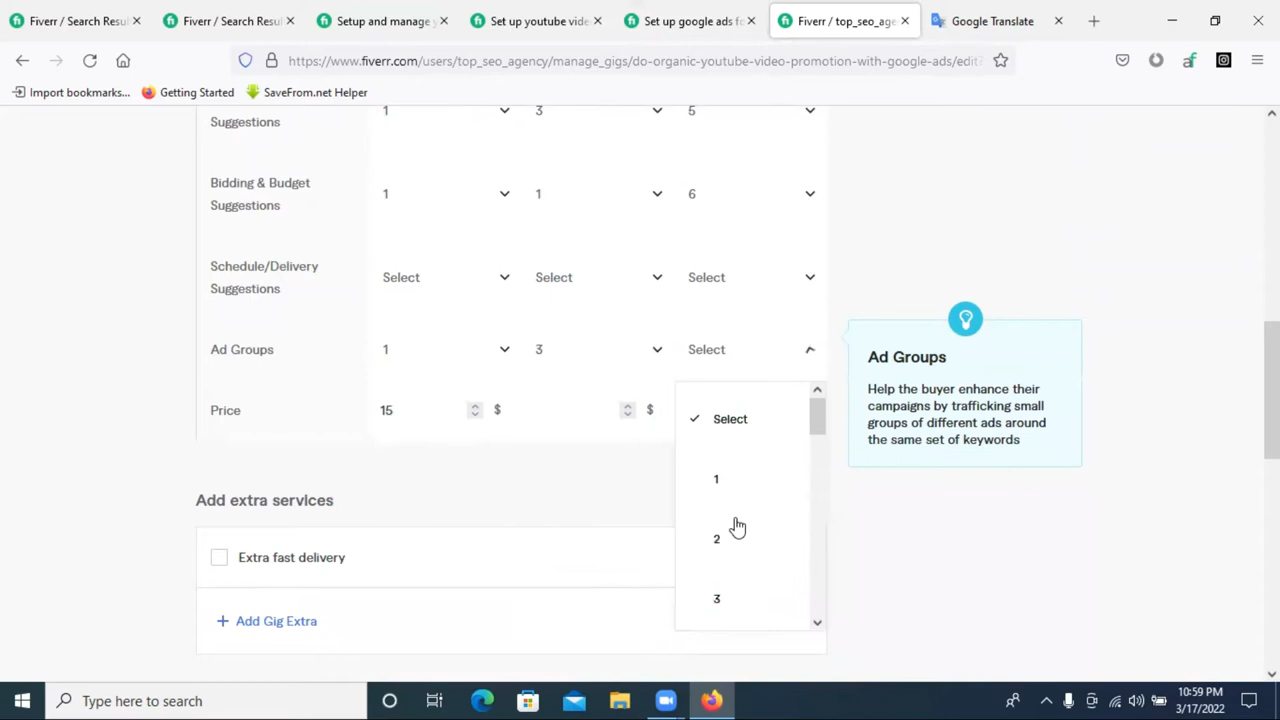 Fiverr / Search Resul
Fiverr / Search Resul
Setup and manage y
Set up youtube vide
Set up google ads fo
Fiverr / top_seo_age
Google Translate
https://www.fiverr.com/users/top_seo_agency/manage_gigs/do-organic-youtube-video-promotion-with-google-ads/edit?
Import bookmarks...
Getting Started
SaveFrom.net Helper
Suggestions
1
3
5
Bidding & Budget
Suggestions
1
1
6
Schedule/Delivery
Suggestions
Select
Select
Select
Ad Groups
1
3
Select
Price
15
$
$
Select
1
2
3
Ad Groups
Help the buyer enhance their
campaigns by trafficking small
groups of different ads around
the same set of keywords
Add extra services
Extra fast delivery
+ Add Gig Extra
Type here to search
10:59 PM
3/17/2022